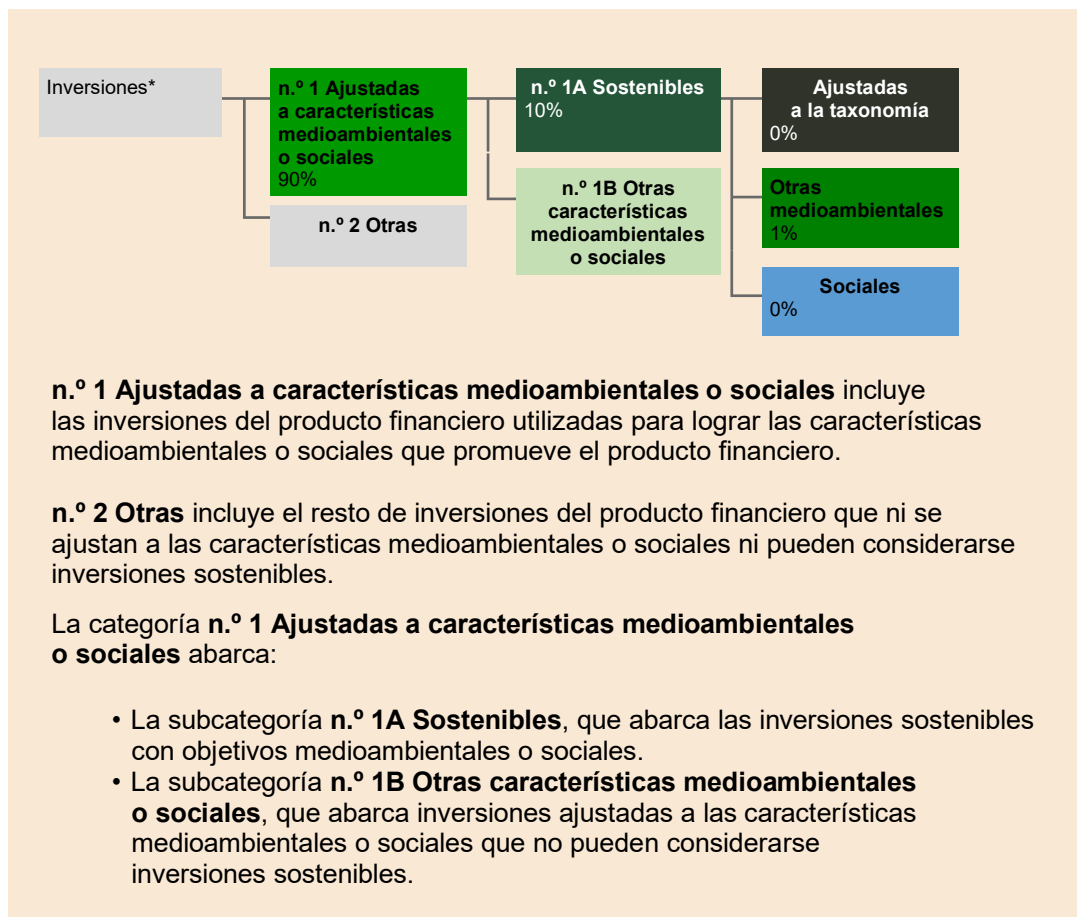 Inversiones*
n.º 1 Ajustadas
a características
medioambientales
o sociales
90%
n.º 2 Otras
n.º 1A Sostenibles
10%
n.º 1B Otras
características
medioambientales
o sociales
Ajustadas
a la taxonomía
0%
Otras
medioambientales
1%
Sociales
0%
n.º 1 Ajustadas a características medioambientales o sociales incluye
las inversiones del producto financiero utilizadas para lograr las características
medioambientales o sociales que promueve el producto financiero.
n.º 2 Otras incluye el resto de inversiones del producto financiero que ni se
ajustan a las características medioambientales o sociales ni pueden considerarse
inversiones sostenibles.
La categoría n.º 1 Ajustadas a características medioambientales
o sociales abarca:
• La subcategoría n.º 1A Sostenibles, que abarca las inversiones sostenibles
con objetivos medioambientales o sociales.
• La subcategoría n.º 1B Otras características medioambientales
o sociales, que abarca inversiones ajustadas a las características
medioambientales o sociales que no pueden considerarse
inversiones sostenibles.